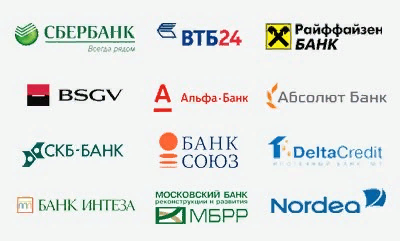 СБЕРБАНК
Всегда рядом
ВТБ24
Райффайзен
БАНК
BSGV
Альфа·Банк
Абсолют Банк
СКБ-БАНК
БАНК
СОЮЗ
DeltaCredit
БАНК ИНТЕЗА
МОСКОВСКИЙ БАНК
реконструкции и развития
МБРР
Nordea